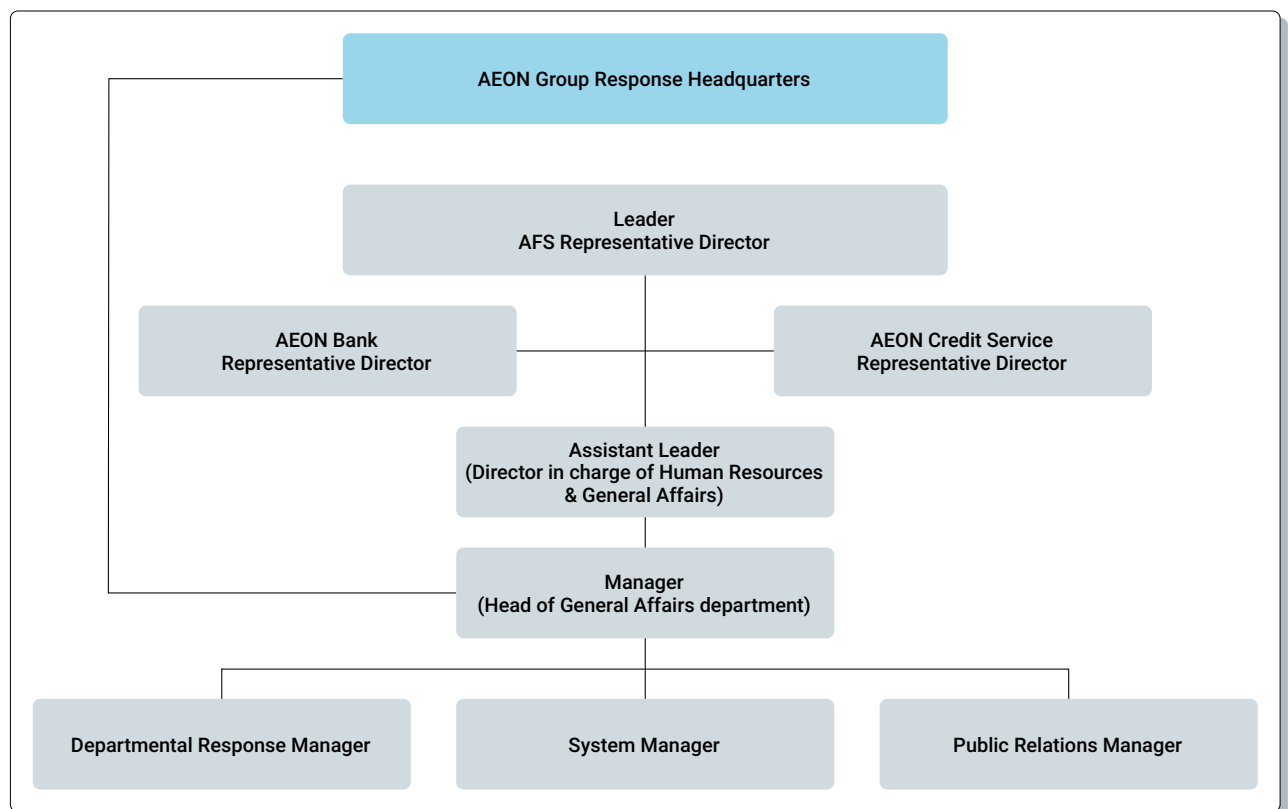 AEON Group Response Headquarters
Leader
AFS Representative Director
AEON Bank
Representative Director
AEON Credit Service
Representative Director
Assistant Leader
(Director in charge of Human Resources
& General Affairs)
Manager
(Head of General Affairs department)
Departmental Response Manager
System Manager
Public Relations Manager